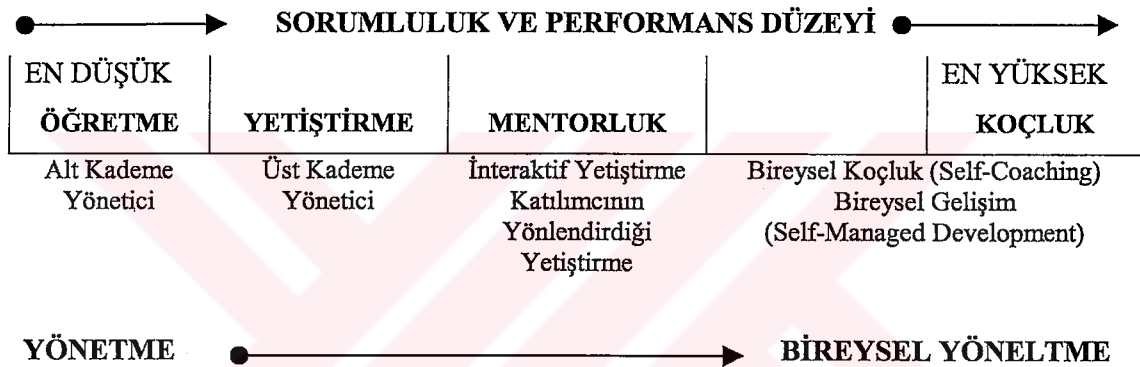 SORUMLULUK VE PERFORMANS DÜZEYİ
EN DÜŞÜK EN YÜKSEK
ÖĞRETME YETİŞTİRME MENTORLUK KOÇLUK
Alt Kademe Üst Kademe İnteraktif Yetiştirme Bireysel Koçluk (Self-Coaching)
Yönetici Yönetici Katılımcının Bireysel Gelişim
Yönlendirdiği (Self-Managed Development)
Yetiştirme
YÖNETME BİREYSEL YÖNELTME